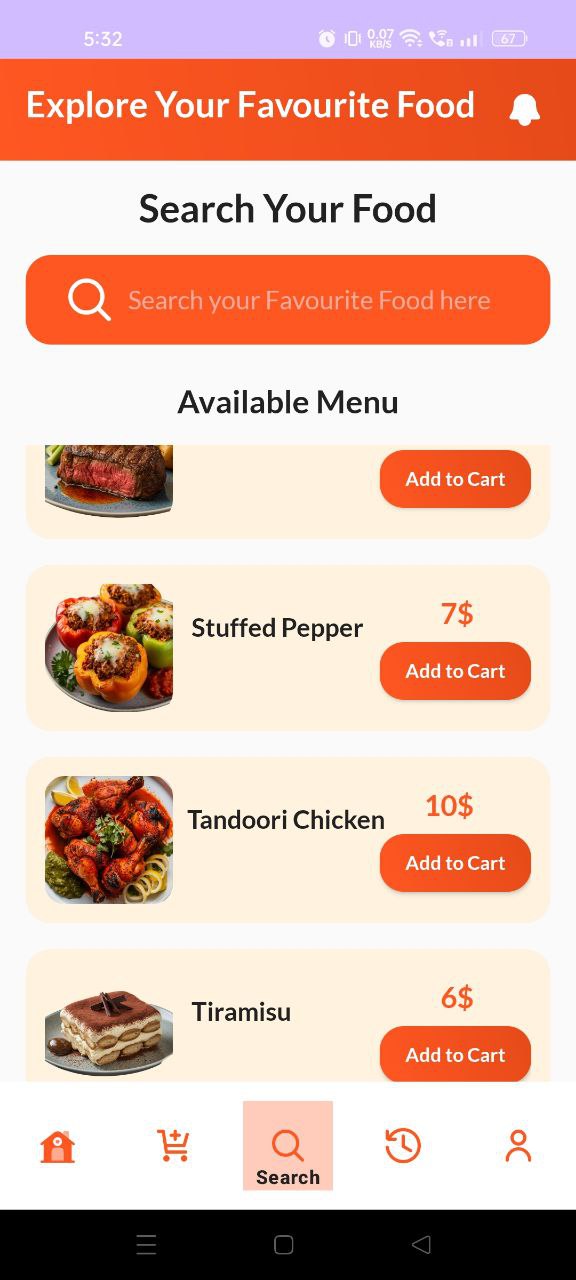 5:32
0.07
KB/S
67
Explore Your Favourite Food
Search Your Food
Search your Favourite Food here
Available Menu
Add to Cart
Stuffed Pepper
7$
Add to Cart
Tandoori Chicken
10$
Add to Cart
Tiramisu
6$
Add to Cart
Search